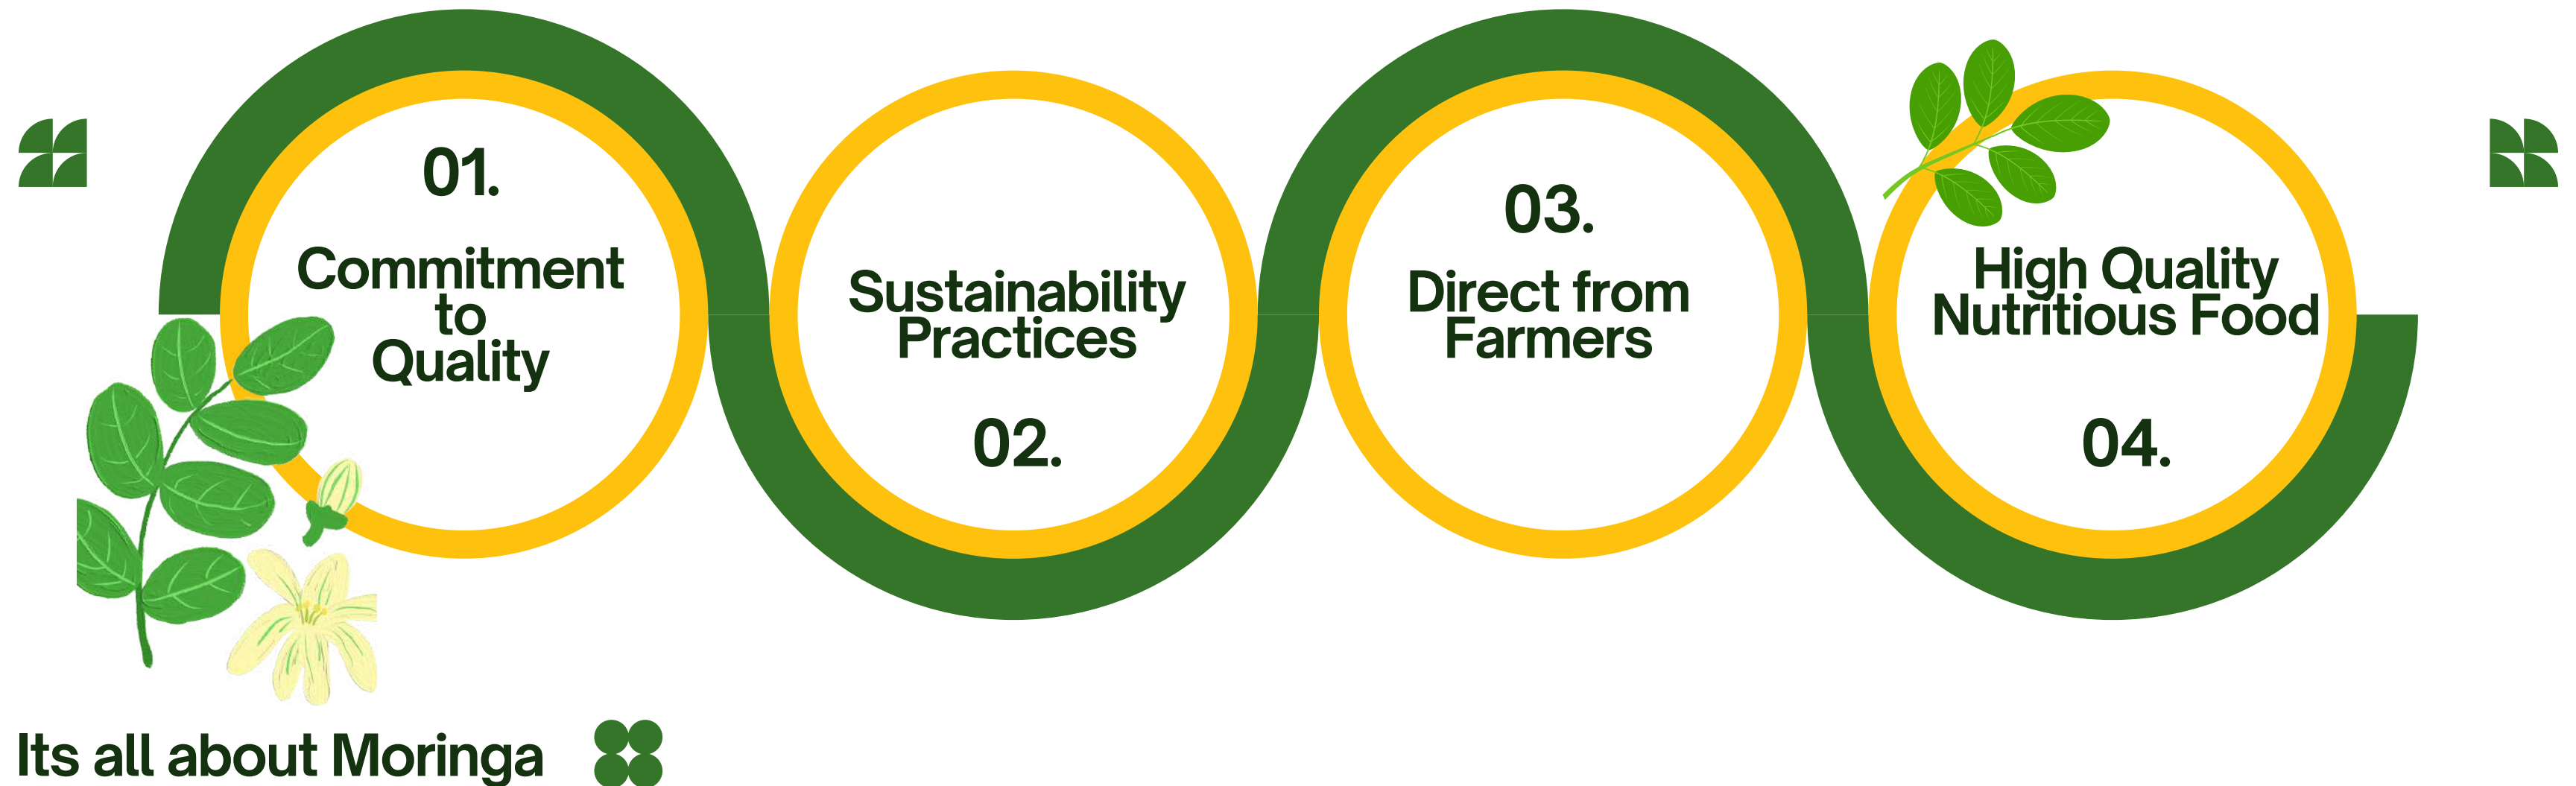 01.
Commitment
to
Quality
Sustainability
Practices
02.
03.
Direct from
Farmers
High Quality
Nutritious Food
04.
Its all about Moringa